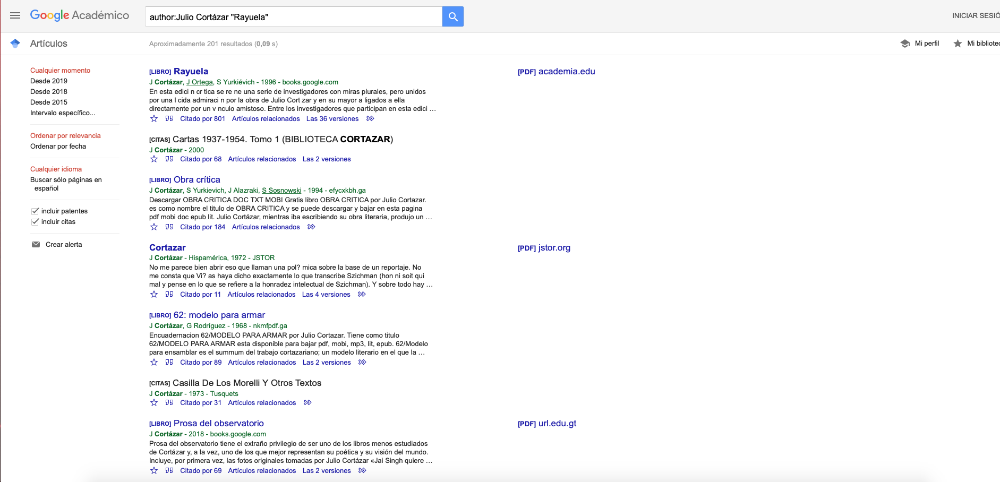 Google Académico
author:Julio Cortázar "Rayuela"
INICIAR SESIÓ
Artículos
Aproximadamente 201 resultados (0,09 s)
Mi perfil
Mi bibliotec
Cualquier momento
Desde 2019
Desde 2018
Desde 2015
Intervalo específico...
Ordenar por relevancia
Ordenar por fecha
Cualquier idioma
Buscar sólo páginas en
español
incluir patentes
incluir citas
Crear alerta
[LIBRO] Rayuela
J Cortázar, J Ortega, S Yurkiévich - 1996 - books.google.com
En esta edici n cr tica se re ne una serie de investigadores con miras plurales, pero unidos
por una l cida admiraci n por la obra de Julio Cort zar y en su mayor a ligados a ella
directamente por un v nculo amistoso. Entre los investigadores que participan en esta edici ...
Citado por 801 Artículos relacionados Las 36 versiones
[PDF] academia.edu
[CITAS] Cartas 1937-1954. Tomo 1 (BIBLIOTECA CORTAZAR)
J Cortázar - 2000
Citado por 68 Artículos relacionados Las 2 versiones
[LIBRO] Obra crítica
J Cortázar, S Yurkievich, J Alazraki, S Sosnowski - 1994 - efycxkbh.ga
Descargar OBRA CRITICA DOC TXT MOBI Gratis libro OBRA CRITICA por Julio Cortazar.
es como nombre el titulo de OBRA CRITICA y se puede descargar y bajar en esta pagina
pdf mobi doc epub lit. Julio Cortázar, mientras iba escribiendo su obra literaria, produjo un ...
Citado por 184 Artículos relacionados
Cortazar
J Cortázar - Hispamérica, 1972 - JSTOR
No me parece bien abrir eso que llaman una pol? mica sobre la base de un reportaje. No
me consta que Vi? as haya dicho exactamente lo que transcribe Szichman (hon ni soit qui
mal y pense en lo que se refiere a la honradez intelectual de Szichman). Y sobre todo hay ...
Citado por 11 Artículos relacionados Las 4 versiones
[PDF] jstor.org
[LIBRO] 62: modelo para armar
J Cortázar, G Rodríguez - 1968 - nkmfpdf.ga
Encuadernacion 62/MODELO PARA ARMAR por Julio Cortazar. Tiene como titulo
62/MODELO PARA ARMAR esta disponible para bajar pdf, mobi, mp3, lit, epub. 62/Modelo
para ensamblar es el summum del trabajo cortazariano; un modelo literario en el que la ...
Citado por 89 Artículos relacionados Las 2 versiones
[CITAS] Casilla De Los Morelli Y Otros Textos
J Cortázar - 1973 - Tusquets
Citado por 31 Artículos relacionados
[LIBRO] Prosa del observatorio
J Cortázar - 2018 - books.google.com
Prosa del observatorio tiene el extraño privilegio de ser uno de los libros menos estudiados
de Cortázar y, a la vez, uno de los que mejor representan su poética y su visión del mundo.
Incluye, por primera vez, las fotos originales tomadas por Julio Cortázar «Jai Singh quiere ...
Citado por 69 Artículos relacionados Las 2 versiones
[PDF] url.edu.gt